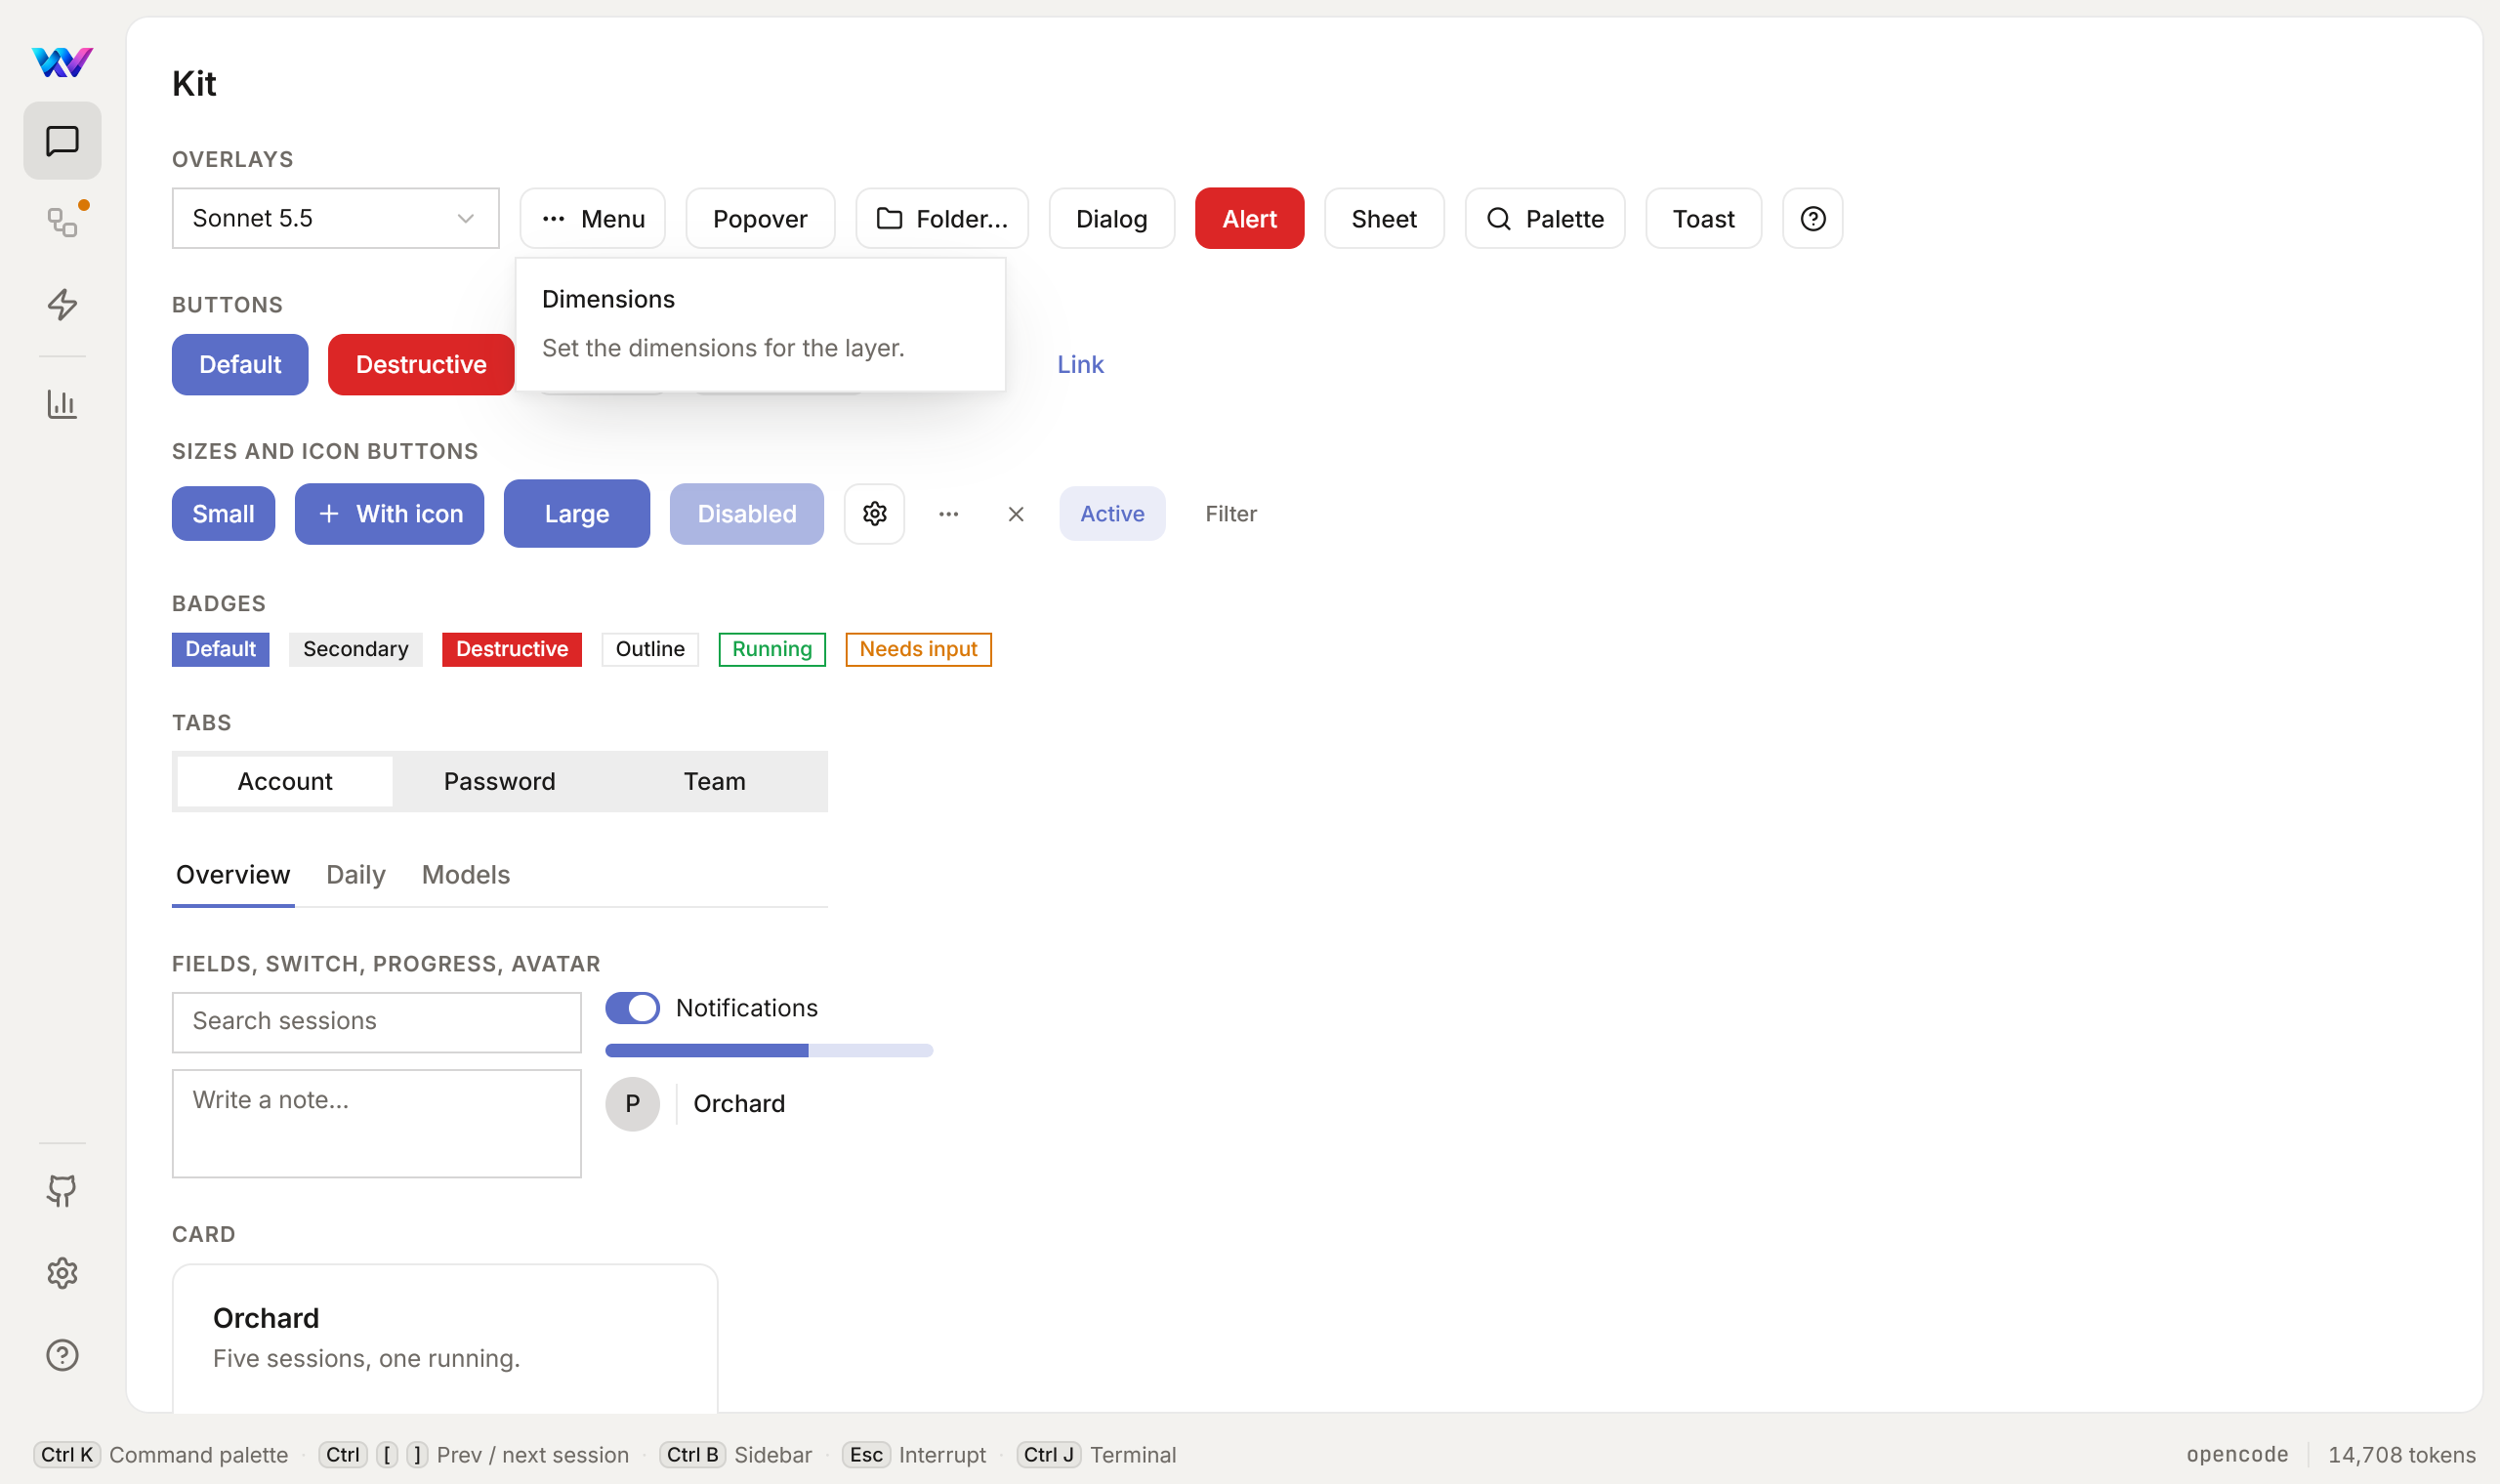 Kit
OVERLAYS
Sonnet 5.5
Menu
Popover
Folder...
Dialog
Alert
Sheet
Palette
Toast
Dimensions
Set the dimensions for the layer.
BUTTONS
Default
Destructive
Link
SIZES AND ICON BUTTONS
Small
With icon
Large
Disabled
Active
Filter
BADGES
Default
Secondary
Destructive
Outline
Running
Needs input
TABS
Account
Password
Team
Overview
Daily
Models
FIELDS, SWITCH, PROGRESS, AVATAR
Search sessions
Notifications
Write a note...
P
Orchard
CARD
Orchard
Five sessions, one running.
Ctrl K Command palette · Ctrl [ ] Prev / next session · Ctrl B Sidebar · Esc Interrupt · Ctrl J Terminal
opencode
14,708 tokens